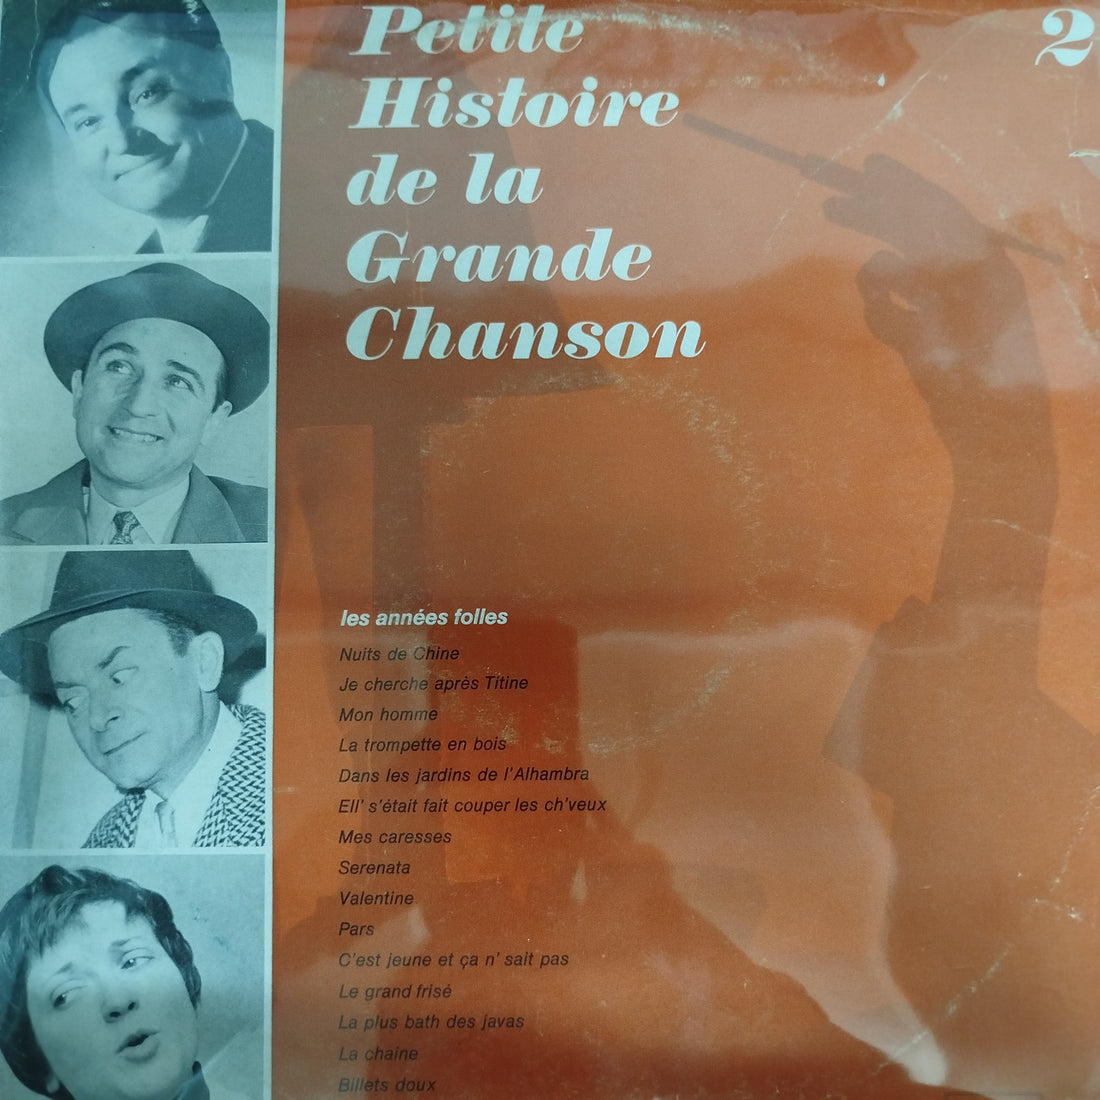 Petite
Histoire
de la
Grande
Chanson
2
les années folles
Nuits de Chine
Je cherche après Titine
Mon homme
La trompette en bois
Dans les jardins de l'Alhambra
Ell' s'était fait couper les ch'veux
Mes caresses
Serenata
Valentine
Pars
C'est jeune et ça n' sait pas
Le grand frisé
La plus bath des javas
La chaine
Billets doux